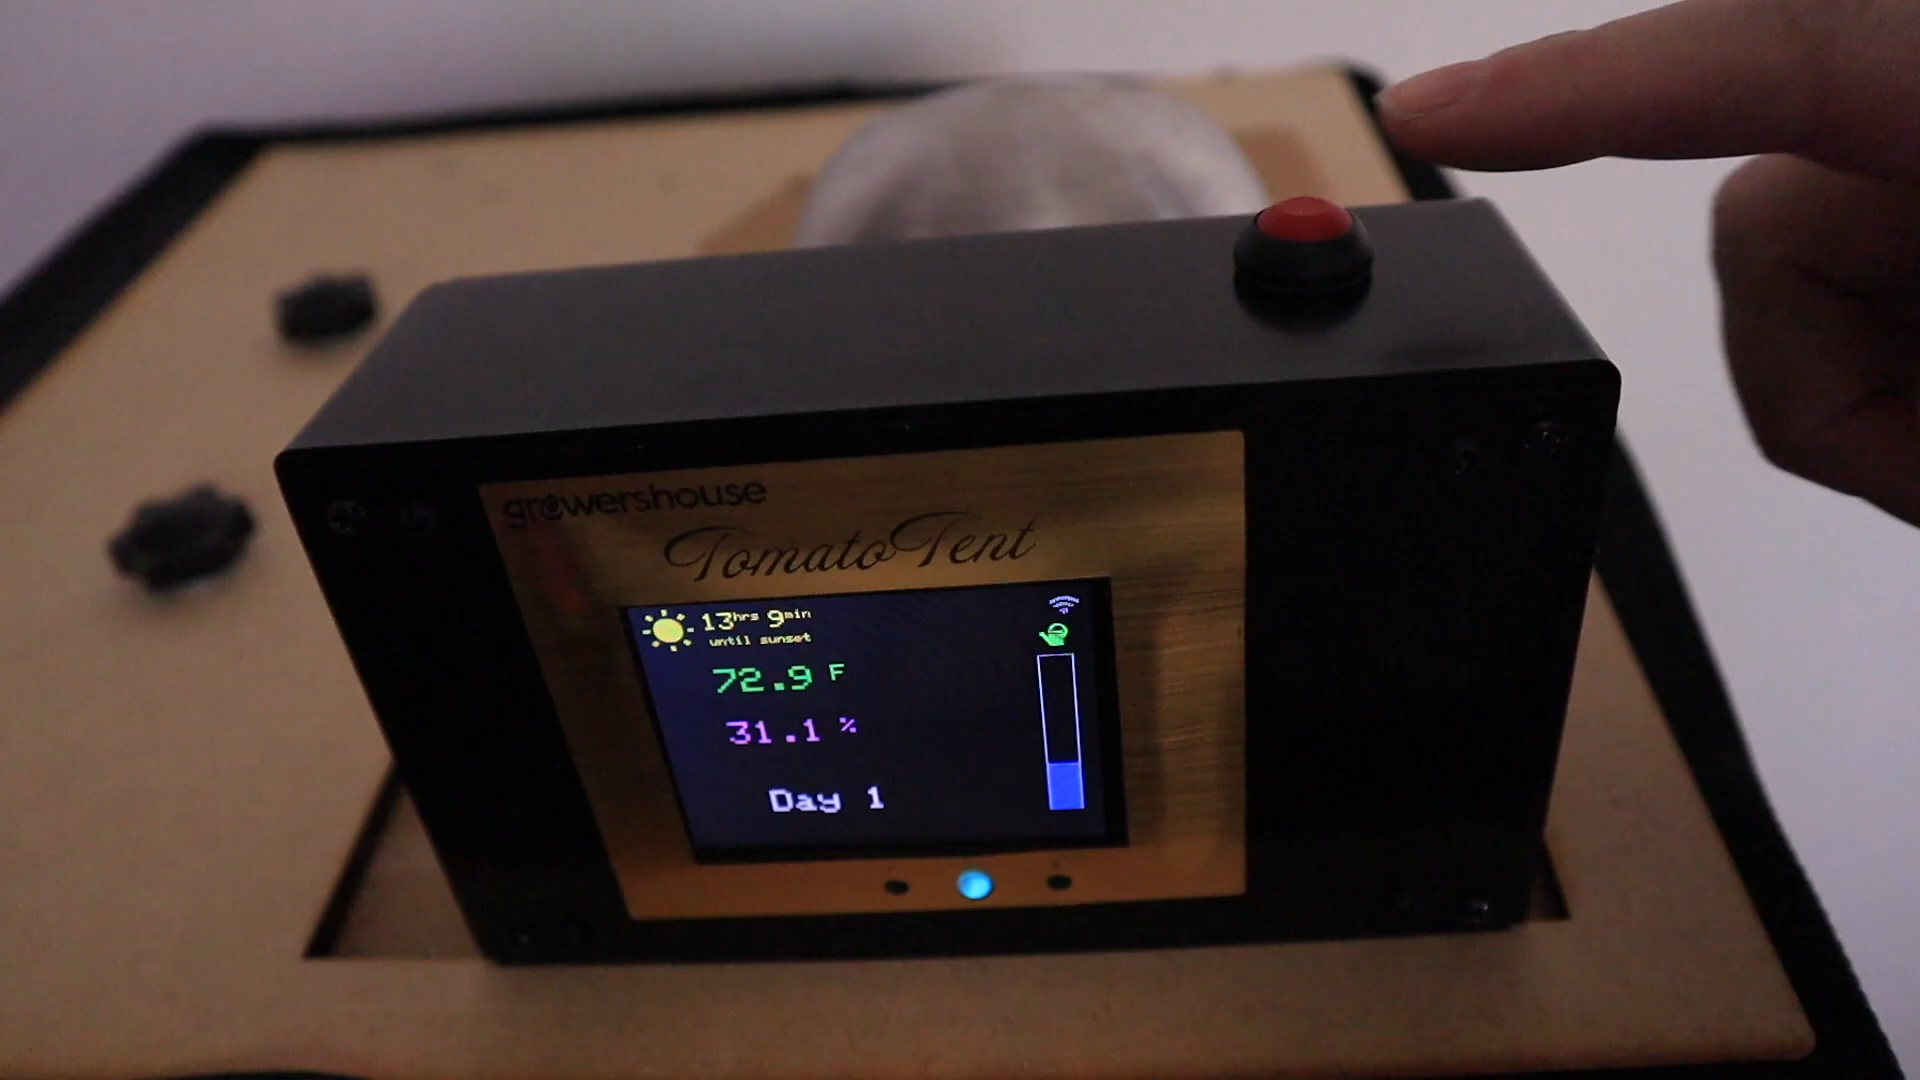 growershouse
TomatoTent
13hrs 9min
until sunset
72.9 F
31.1 %
Day 1